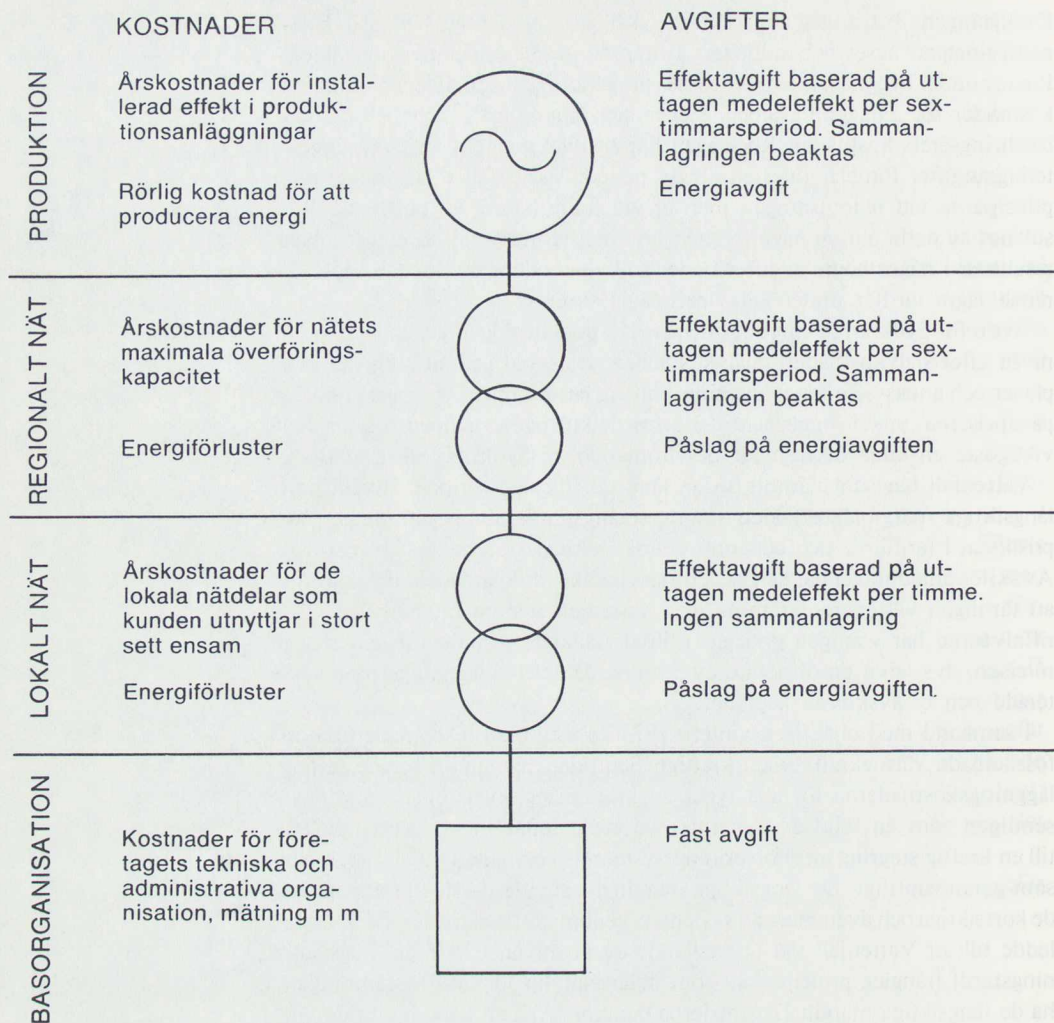 KOSTNADER
AVGIFTER
PRODUKTION
Årskostnader för instal-
lerad effekt i produk-
tionsanläggningar
Rörlig kostnad för att
producera energi
Effektavgift baserad på ut-
tagen medeleffekt per sex-
timmarsperiod. Samman-
lagringen beaktas
Energiavgift
REGIONALT NÄT
Årskostnader för nätets
maximala överförings-
kapacitet
Energiförluster
Effektavgift baserad på ut-
tagen medeleffekt per sex-
timmarsperiod. Samman-
lagringen beaktas
Påslag på energiavgiften
LOKALT NÄT
Årskostnader för de
lokala nätdelar som
kunden utnyttjar i stort
sett ensam
Energiförluster
Effektavgift baserad på ut-
tagen medeleffekt per timme.
Ingen sammanlagring
Påslag på energiavgiften.
BASORGANISATION
Kostnader för före-
tagets tekniska och
administrativa orga-
nisation, mätning m m
Fast avgift